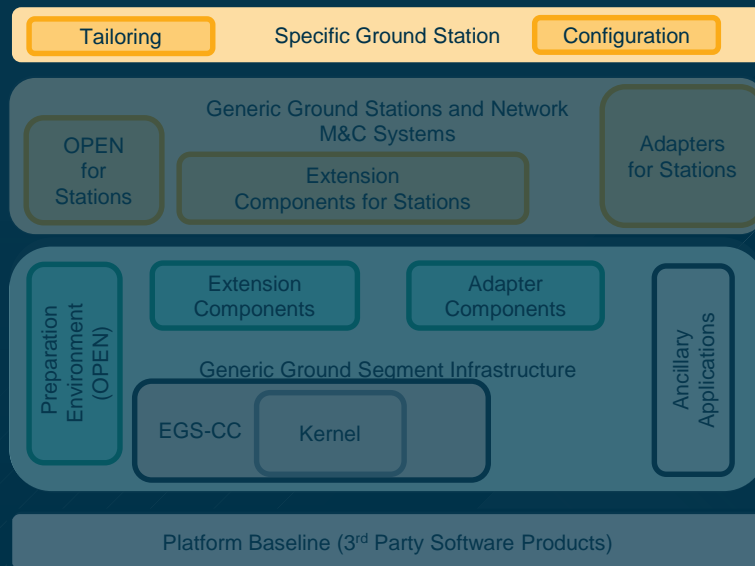 Tailoring
Specific Ground Station
Configuration
Generic Ground Stations and Network
M&C Systems
OPEN
for
Stations
Extension
Components for Stations
Adapters
for Stations
Preparation
Environment
(OPEN)
Extension
Components
Adapter
Components
Ancillary
Applications
Generic Ground Segment Infrastructure
EGS-CC
Kernel
Platform Baseline (3rd Party Software Products)